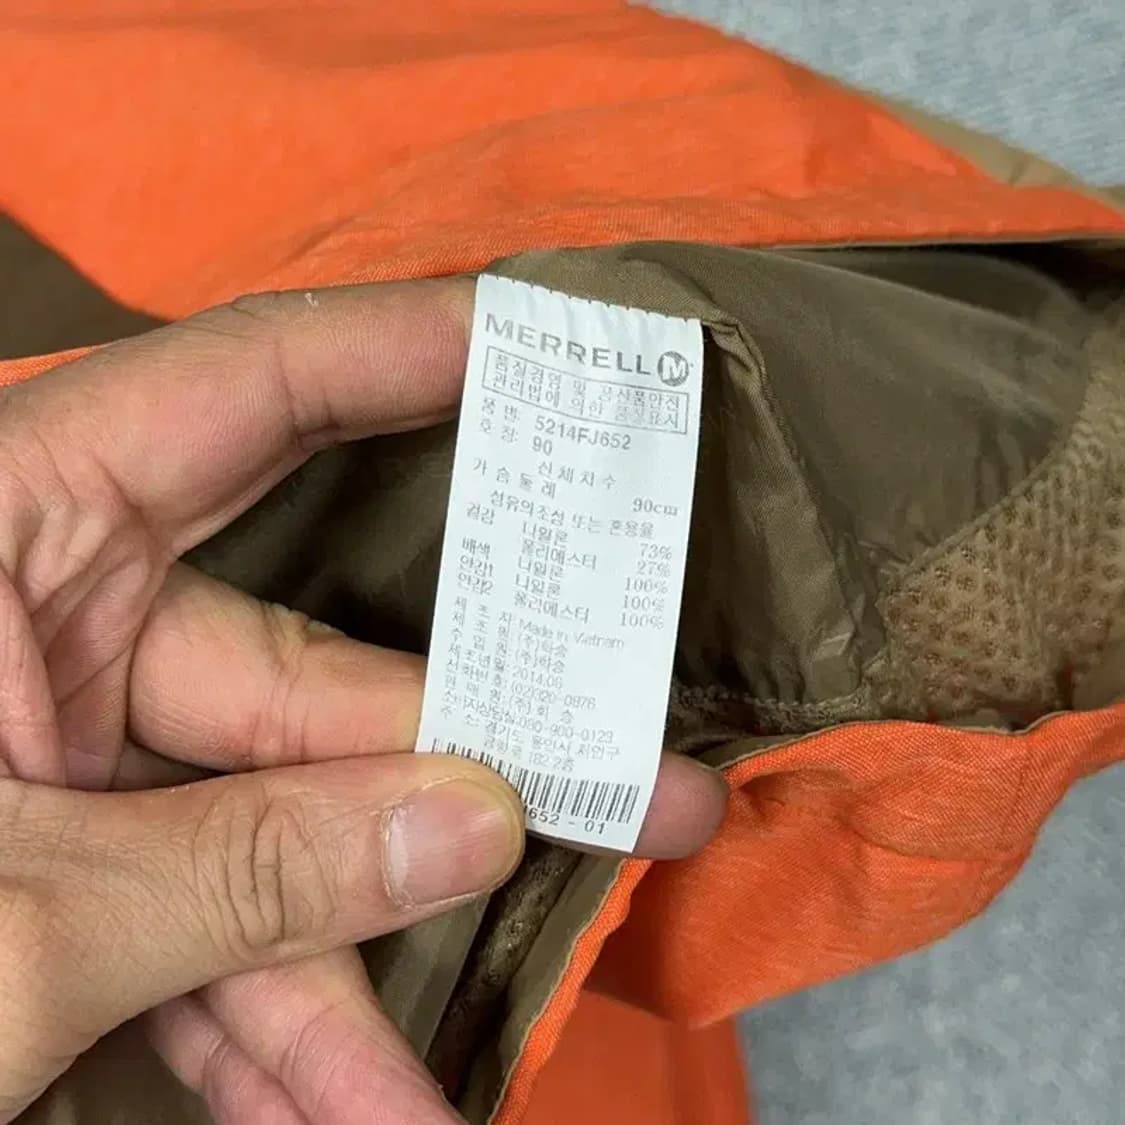 MERRELL M
품질경영 및 공산품안전
관리법에 의한 품질표시
품 번: 5214FJ652
호 칭: 90
신체치수
가슴둘레 90cm
섬유의조성 또는 혼용율
겉감 나일론 73%
폴리에스터 27%
배색 나일론 100%
안감1 나일론 100%
안감2 폴리에스터 100%
제 조 자: Made in Vietnam
제 조 원: (주)화승
수 입 원: (주)화승
제조년월: 2014.06
전화번호: (02)320-0876
판 매 원: (주)화 승
소비자상담실:080-900-0129
주 소: 경기도 용인시 처인구
182 2층
652 - 01